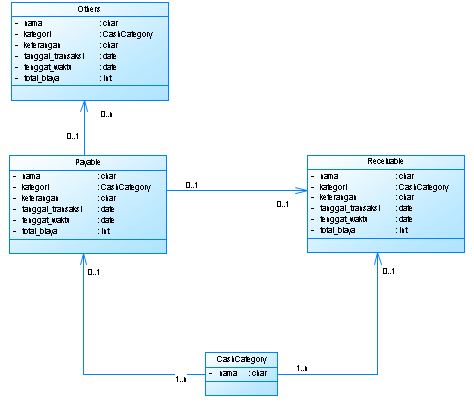 Others
- nama : char
- kategori : CashCategory
- keterangan : char
- tanggal_transaksi : date
- tenggat_waktu : date
- total_biaya : int
0..n
0..1
Payable
- nama : char
- kategori : CashCategory
- keterangan : char
- tanggal_transaksi : date
- tenggat_waktu : date
- total_biaya : int
0..1
0..1
Receivable
- nama : char
- kategori : CashCategory
- keterangan : char
- tanggal_transaksi : date
- tenggat_waktu : date
- total_biaya : int
0..1
0..1
CashCategory
- nama : char
1..n
1..n